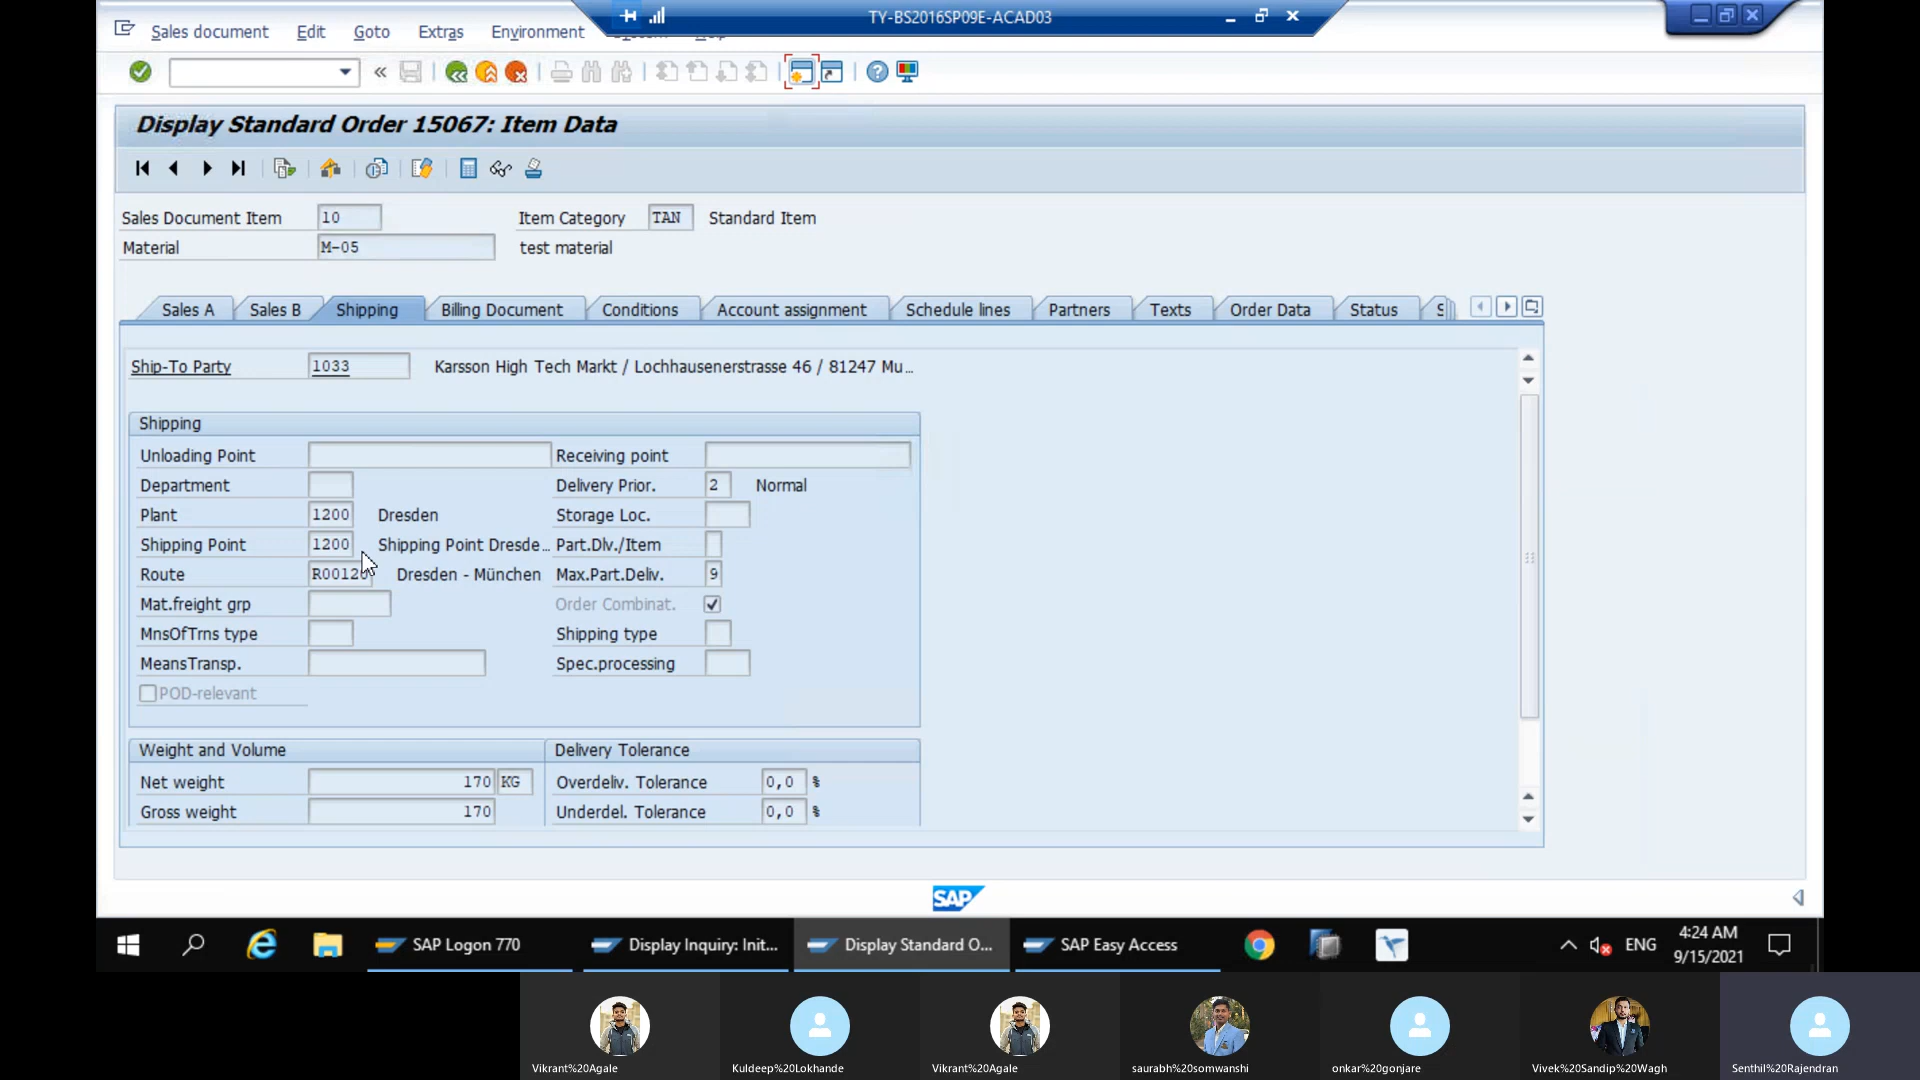 TY-BS2016SP09E-ACAD03
Sales document Edit Goto Extras Environment
Display Standard Order 15067: Item Data
Sales Document Item 10 Item Category TAN Standard Item
Material M-05 test material
Sales A Sales B Shipping Billing Document Conditions Account assignment Schedule lines Partners Texts Order Data Status S
Ship-To Party 1033 Karsson High Tech Markt / Lochhausenerstrasse 46 / 81247 Mu...
Shipping
Unloading Point Receiving point
Department Delivery Prior. 2 Normal
Plant 1200 Dresden Storage Loc.
Shipping Point 1200 Shipping Point Dresde... Part.Dlv./Item
Route R00120 Dresden - München Max.Part.Deliv. 9
Mat.freight grp Order Combinat.
MnsOfTrns type Shipping type
MeansTransp. Spec.processing
POD-relevant
Weight and Volume Delivery Tolerance
Net weight 170 KG Overdeliv. Tolerance 0,0 %
Gross weight 170 Underdel. Tolerance 0,0 %
SAP
SAP Logon 770 Display Inquiry: Init... Display Standard O... SAP Easy Access ENG 4:24 AM
9/15/2021
Vikrant%20Agale Kuldeep%20Lokhande Vikrant%20Agale saurabh%20somwanshi onkar%20gonjare Vivek%20Sandip%20Wagh Senthil%20Rajendran